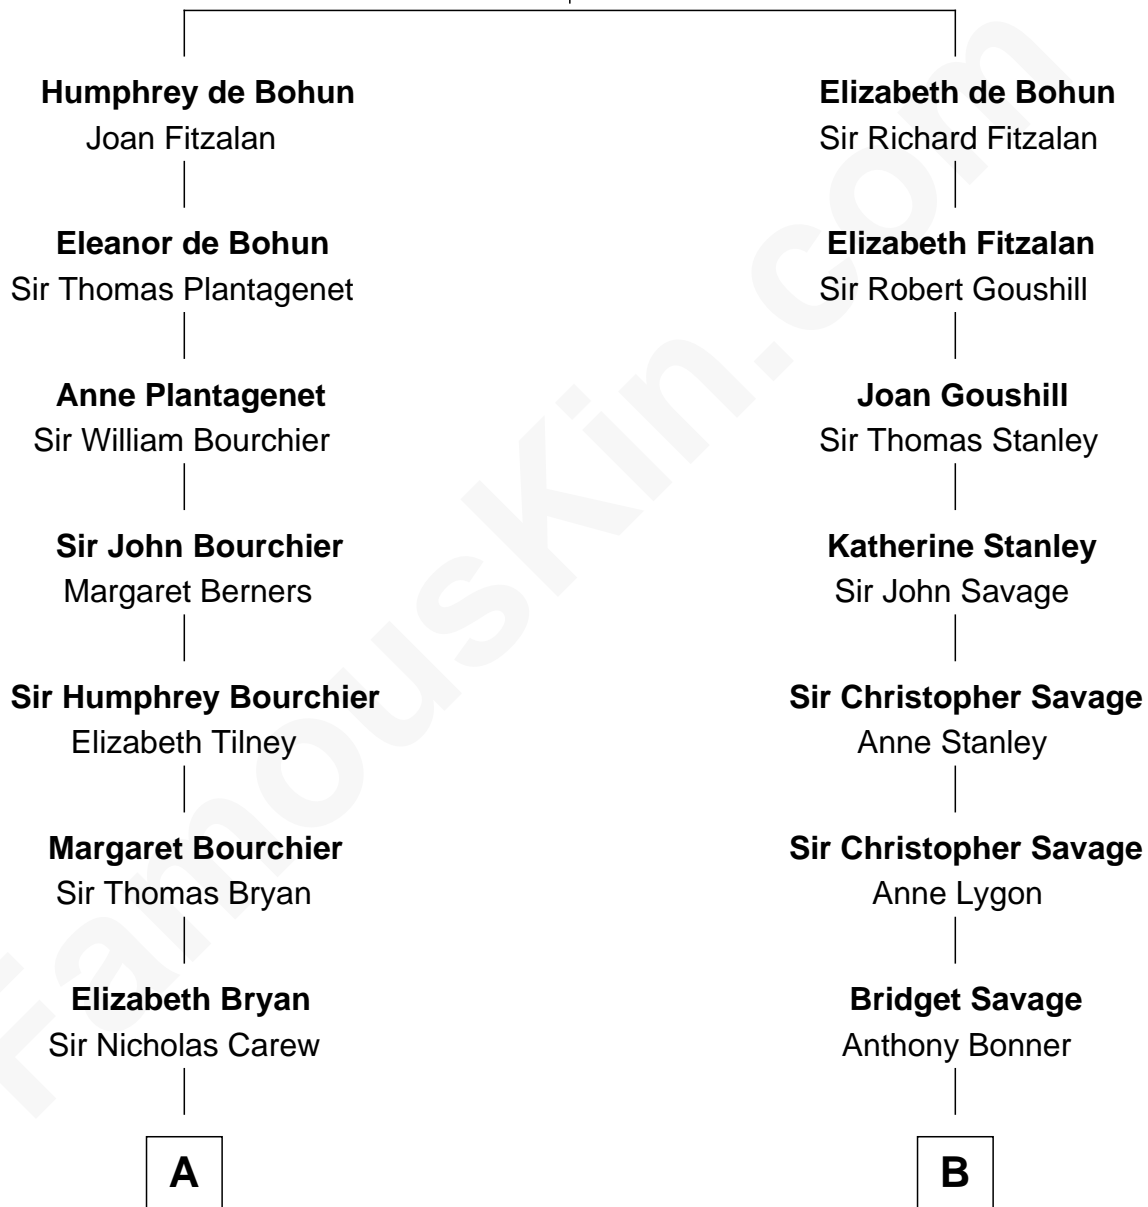 Humphrey de Bohun
Joan Fitzalan
Eleanor de Bohun
Sir Thomas Plantagenet
Anne Plantagenet
Sir William Bourchier
Sir John Bourchier
Margaret Berners
Sir Humphrey Bourchier
Elizabeth Tilney
Margaret Bourchier
Sir Thomas Bryan
Elizabeth Bryan
Sir Nicholas Carew
A
Elizabeth de Bohun
Sir Richard Fitzalan
Elizabeth Fitzalan
Sir Robert Goushill
Joan Goushill
Sir Thomas Stanley
Katherine Stanley
Sir John Savage
Sir Christopher Savage
Anne Stanley
Sir Christopher Savage
Anne Lygon
Bridget Savage
Anthony Bonner
B
FamousKin.com